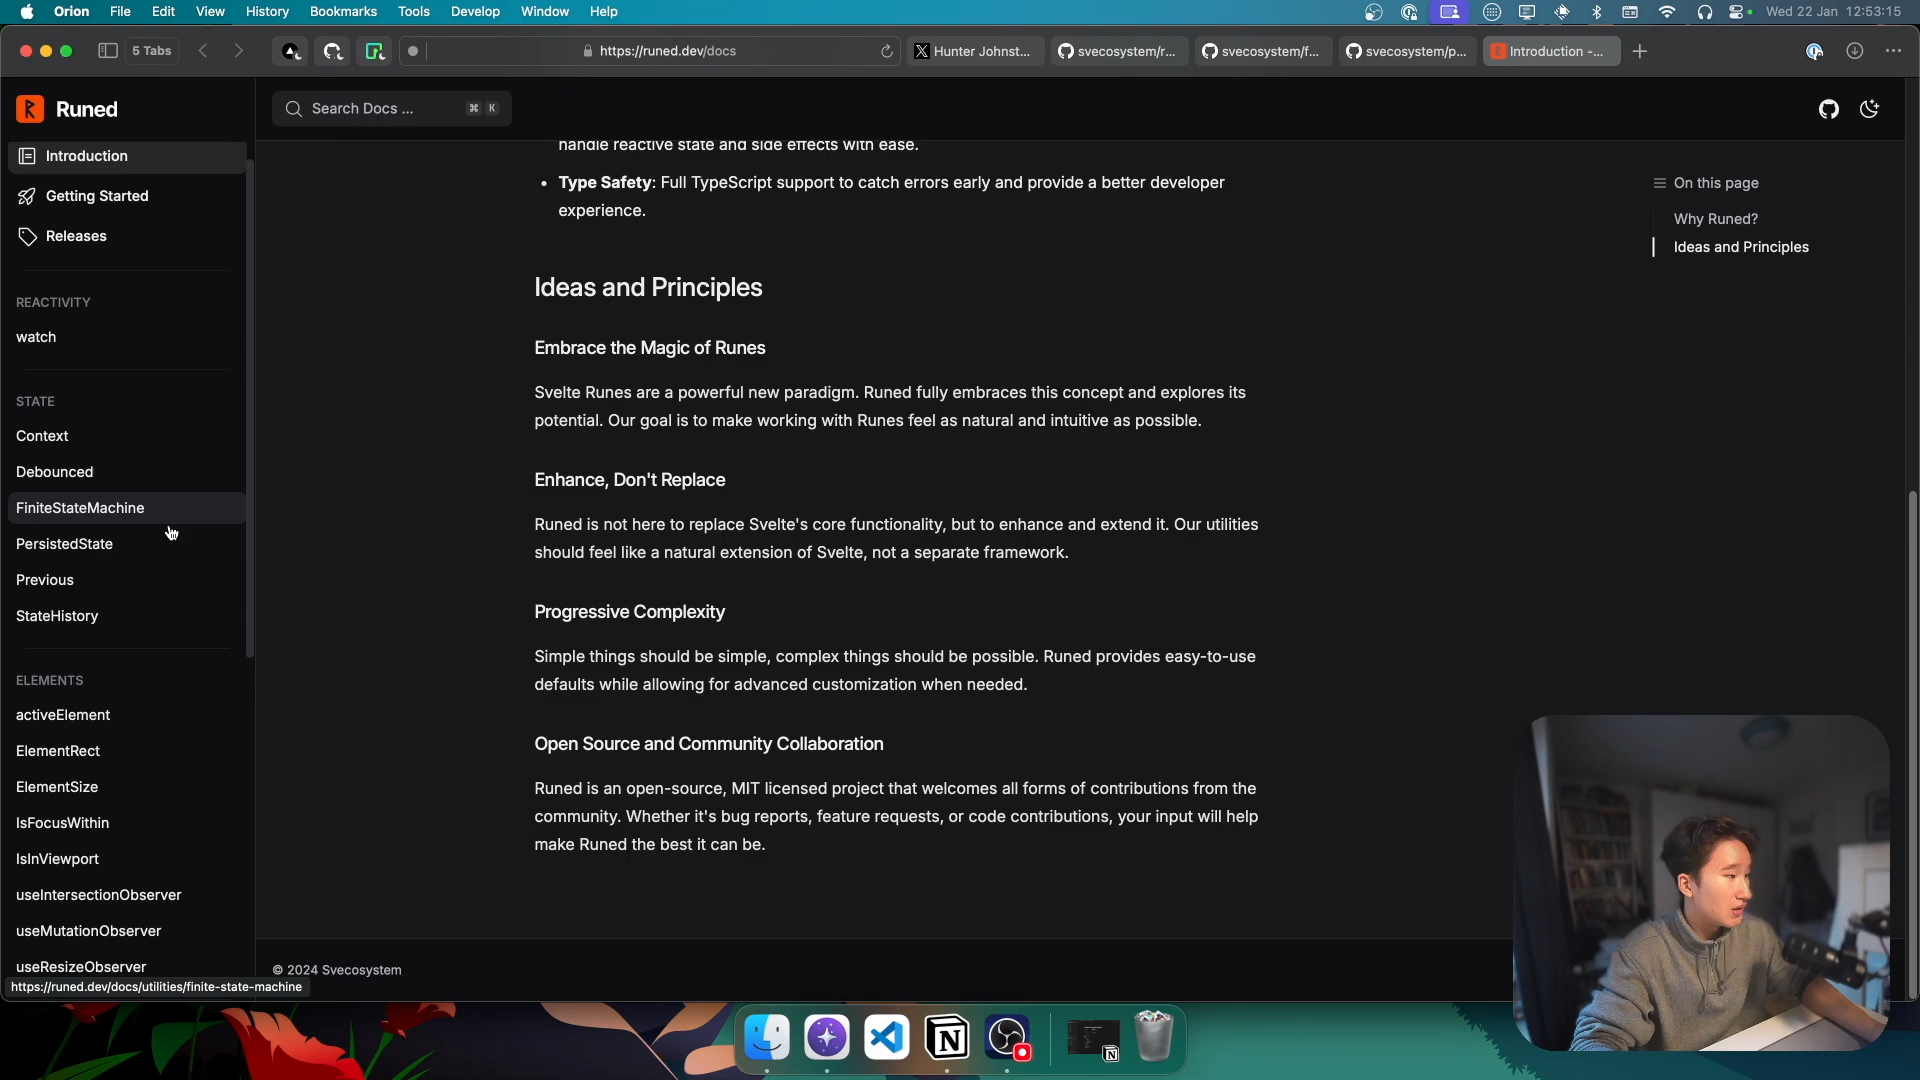 Orion File Edit View History Bookmarks Tools Develop Window Help
Wed 22 Jan 12:53:15
5 Tabs
https://runed.dev/docs
Hunter Johnst...
svecosystem/r...
svecosystem/f...
svecosystem/p...
Introduction -...
Runed
Search Docs ...
⌘ K
Introduction
Getting Started
Releases
REACTIVITY
watch
STATE
Context
Debounced
FiniteStateMachine
PersistedState
Previous
StateHistory
ELEMENTS
activeElement
ElementRect
ElementSize
IsFocusWithin
IsInViewport
useIntersectionObserver
useMutationObserver
useResizeObserver
https://runed.dev/docs/utilities/finite-state-machine
handle reactive state and side effects with ease.
• Type Safety: Full TypeScript support to catch errors early and provide a better developer
experience.
Ideas and Principles
Embrace the Magic of Runes
Svelte Runes are a powerful new paradigm. Runed fully embraces this concept and explores its
potential. Our goal is to make working with Runes feel as natural and intuitive as possible.
Enhance, Don't Replace
Runed is not here to replace Svelte's core functionality, but to enhance and extend it. Our utilities
should feel like a natural extension of Svelte, not a separate framework.
Progressive Complexity
Simple things should be simple, complex things should be possible. Runed provides easy-to-use
defaults while allowing for advanced customization when needed.
Open Source and Community Collaboration
Runed is an open-source, MIT licensed project that welcomes all forms of contributions from the
community. Whether it's bug reports, feature requests, or code contributions, your input will help
make Runed the best it can be.
© 2024 Svecosystem
On this page
Why Runed?
Ideas and Principles